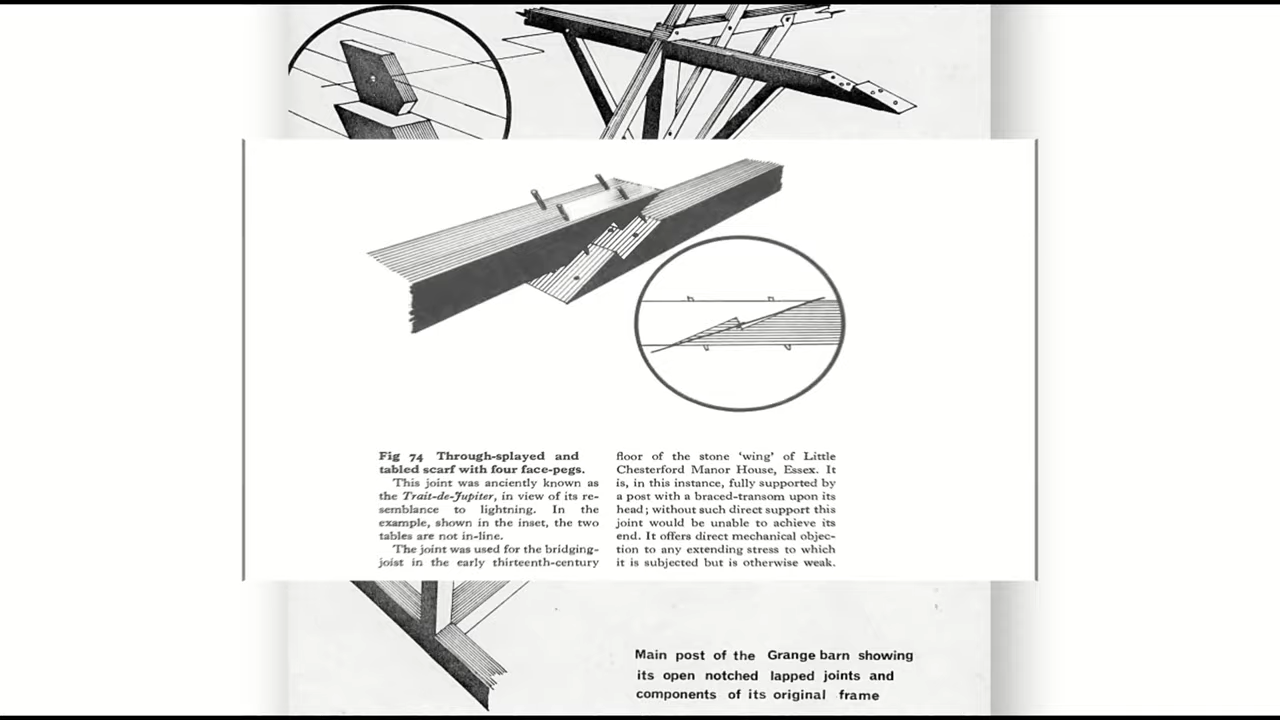 Fig 74 Through-splayed and
tabled scarf with four face-pegs.
This joint was anciently known as
the Trait-de-Jupiter, in view of its re-
semblance to lightning. In the
example, shown in the inset, the two
tables are not in-line.
The joint was used for the bridging-
joist in the early thirteenth-century
floor of the stone ‘wing’ of Little
Chesterford Manor House, Essex. It
is, in this instance, fully supported by
a post with a braced-transom upon its
head; without such direct support this
joint would be unable to achieve its
end. It offers direct mechanical objec-
tion to any extending stress to which
it is subjected but is otherwise weak.
Main post of the Grange barn showing
its open notched lapped joints and
components of its original frame